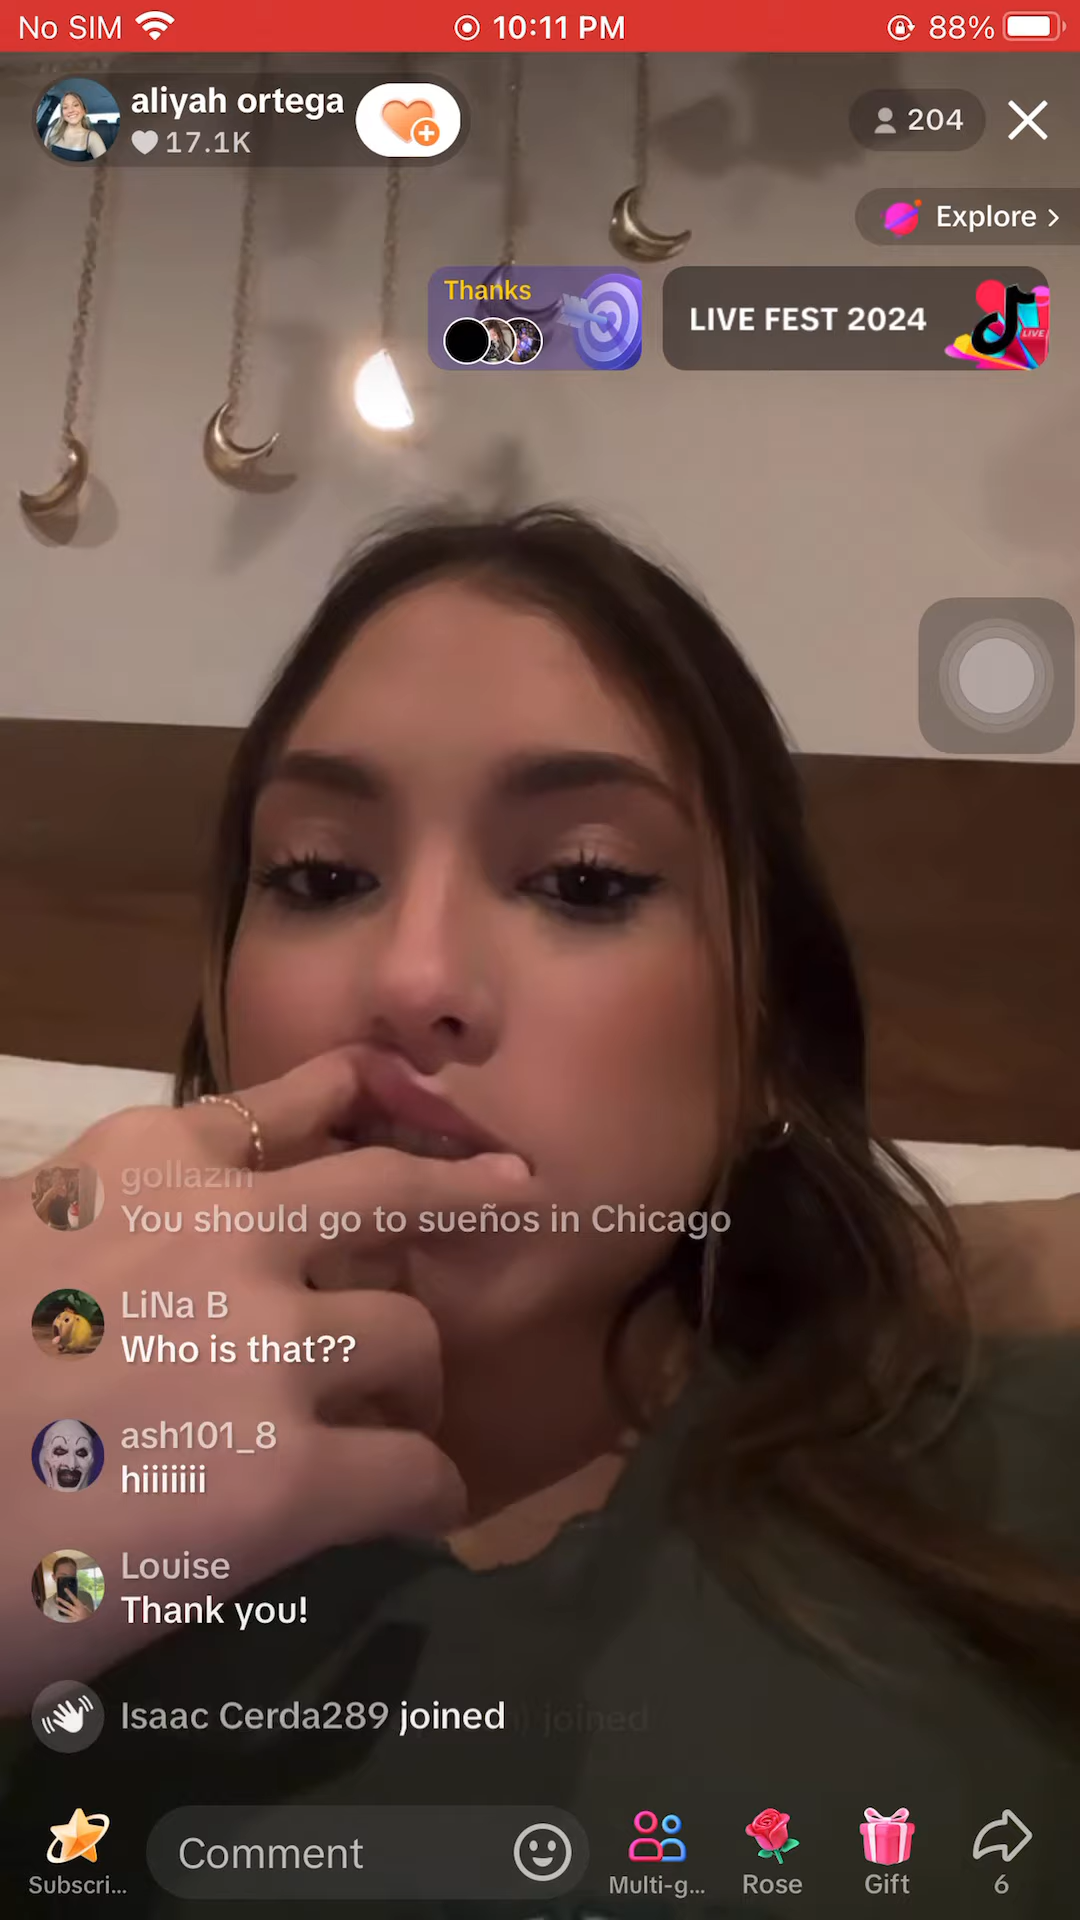 No SIM
10:11 PM
88%
aliyah ortega
17.1K
204
Explore
Thanks
LIVE FEST 2024
LIVE
gollazm
You should go to sueños in Chicago
LiNa B
Who is that??
ash101_8
hiiiiiii
Louise
Thank you!
Isaac Cerda289 joined
joined
Comment
Subscri...
Multi-g...
Rose
Gift
6